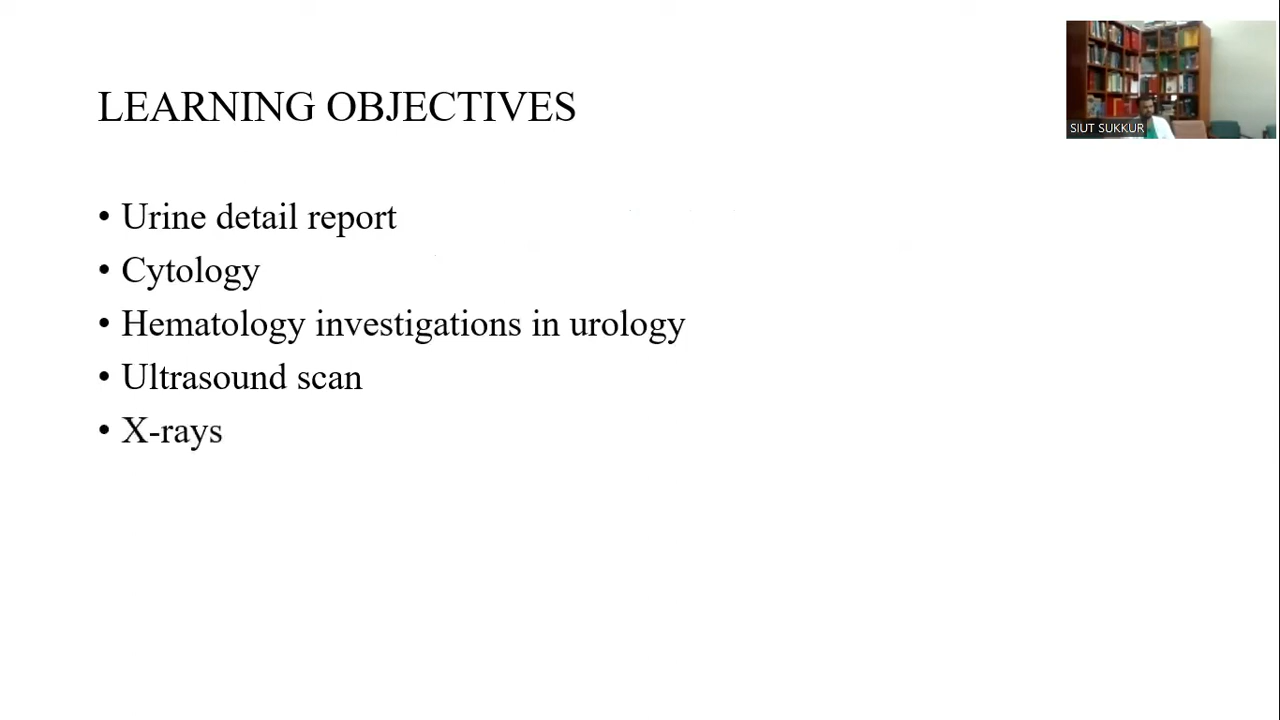 SIUT SUKKUR
LEARNING OBJECTIVES
• Urine detail report
• Cytology
• Hematology investigations in urology
• Ultrasound scan
• X-rays